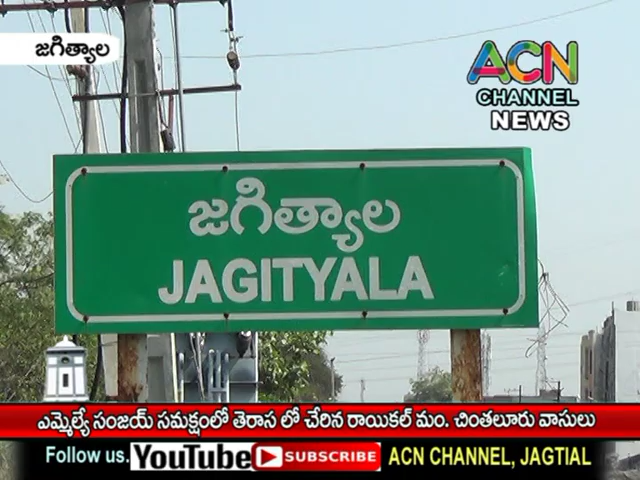 జగిత్యాల
ACN
CHANNEL
NEWS
జగిత్యాల
JAGITYALA
ఎమ్మెల్యే సంజయ్ సమక్షంలో తెరాస లో చేరిన రాయికల్ మం. చింతలూరు వాసులు
Follow us. YouTube SUBSCRIBE ACN CHANNEL, JAGTIAL